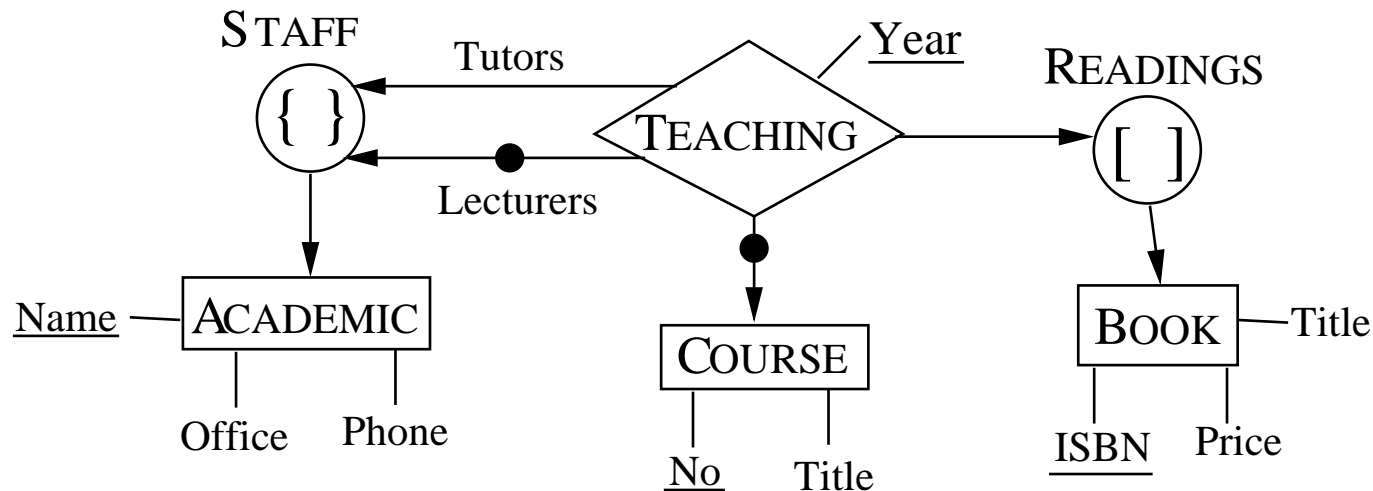 STAFF
Tutors
Year
READINGS
{ }
TEACHING
[ ]
Lecturers
Name
ACADEMIC
COURSE
BOOK
Title
Office
Phone
No
Title
ISBN
Price